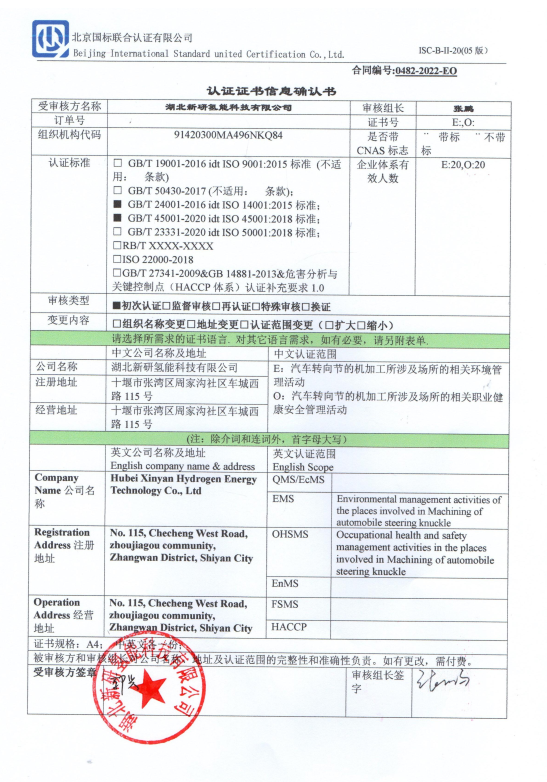 北京国标联合认证有限公司
Beijing International Standard united Certification Co.,Ltd.
ISC-B-II-20(05 版)
合同编号:0482-2022-EO
认证证书信息确认书
受审核方名称 湖北新研氢能科技有限公司 审核组长 张鹏
订单号 证书号 E:,O:
组织机构代码 91420300MA496NKQ84 是否带 ¨ 带标 ¨不带
CNAS 标志 标
认证标准 □ GB/T 19001-2016 idt ISO 9001:2015 标准 (不适 企业体系有 E:20,O:20
用: 条款) 效人数
□ GB/T 50430-2017 (不适用: 条款);
■ GB/T 24001-2016 idt ISO 14001:2015 标准;
■ GB/T 45001-2020 idt ISO 45001:2018 标准;
□ GB/T 23331-2020 idt ISO 50001:2018 标准;
□RB/T XXXX-XXXX
□ISO 22000-2018
□GB/T 27341-2009&GB 14881-2013&危害分析与
关键控制点(HACCP 体系)认证补充要求 1.0
审核类型 ■初次认证□监督审核□再认证□特殊审核□换证
变更内容 □组织名称变更□地址变更□认证范围变更(□扩大□缩小)
请选择所需求的证书语言. 对其它语言需求,如有必要,请另附表单.
中文公司名称及地址 中文认证范围
公司名称 湖北新研氢能科技有限公司 E:汽车转向节的机加工所涉及场所的相关环境管
理活动
注册地址 十堰市张湾区周家沟社区车城西
路 115 号
O:汽车转向节的机加工所涉及场所的相关职业健
康安全管理活动
经营地址 十堰市张湾区周家沟社区车城西
路 115 号
(注:除介词和连词外,首字母大写)
英文公司名称及地址 英文认证范围
English company name & address English Scope
Company Hubei Xinyan Hydrogen Energy QMS/EcMS
Name 公司名 Technology Co., Ltd
称
EMS Environmental management activities of
the places involved in Machining of
automobile steering knuckle
Registration No. 115, Checheng West Road, OHSMS Occupational health and safety
Address 注册 zhoujiagou community, management activities in the places
地址 Zhangwan District, Shiyan City involved in Machining of automobile
steering knuckle
EnMS
Operation No. 115, Checheng West Road, FSMS
Address 经营 zhoujiagou community,
地址 Zhangwan District, Shiyan City HACCP
证书规格:A4;
被审核方和审核组长对公司名称、地址及认证范围的完整性和准确性负责。如有更改,需付费。
受审核方签章 审核组长签
字
湖北新研氢能科技有限公司